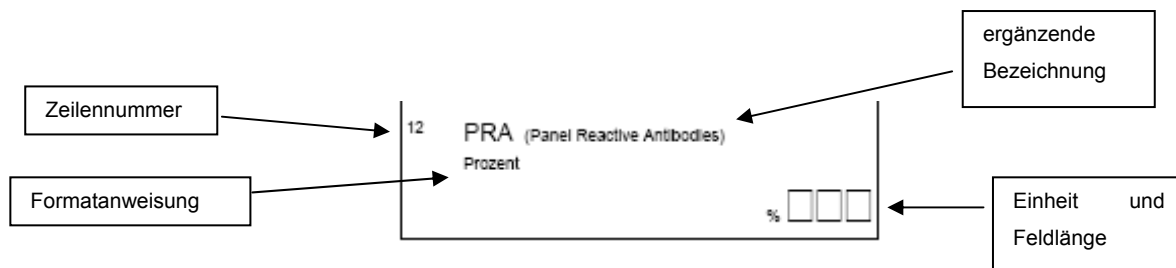 ergänzende
Bezeichnung
Zeilennummer
12 PRA (Panel Reactive Antibodies)
Prozent
Formatanweisung
%
Einheit und
Feldlänge